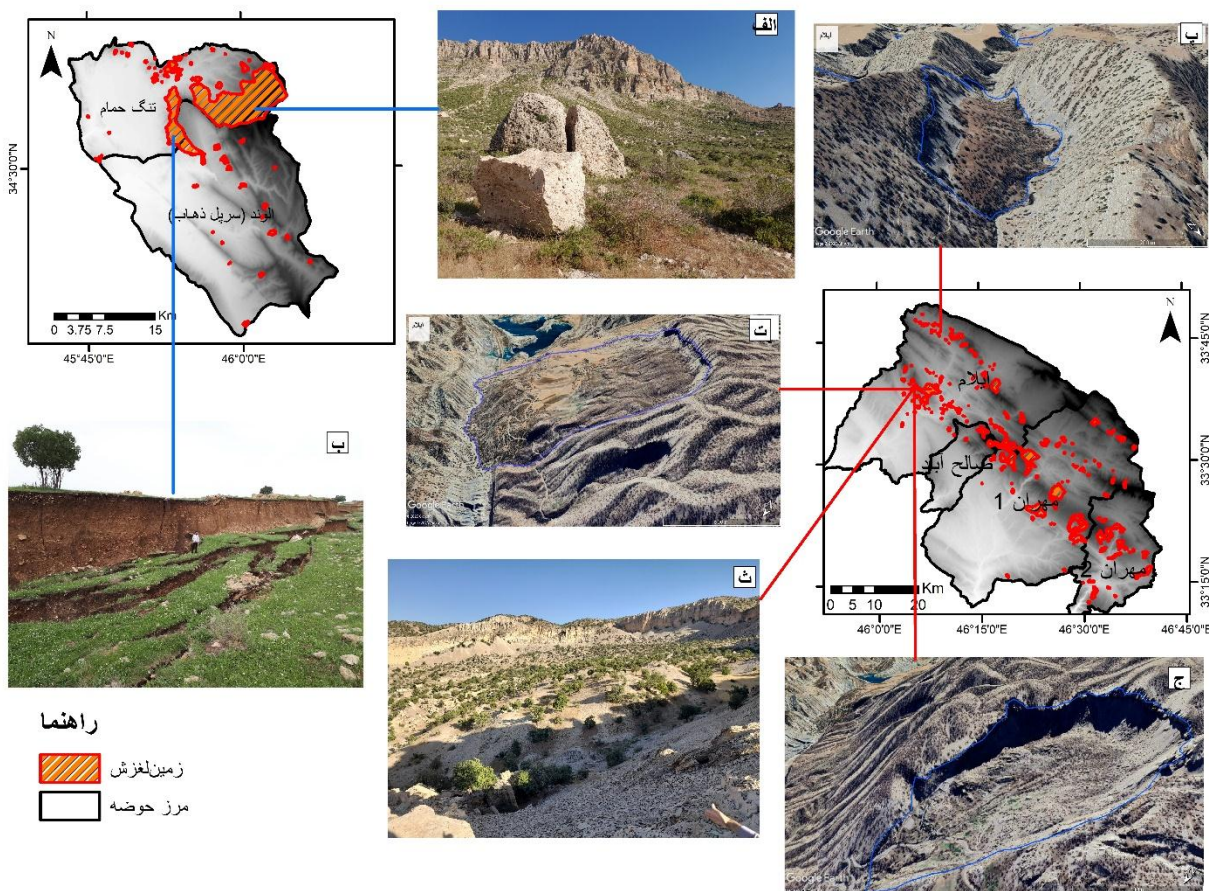 N
تنگ حمام
الوند (سرپل ذهاب)
34°30'0"N
Km
0 3.75 7.5 15
45°45'0"E
46°0'0"E
الف
ایلام
پ
Google Earth
ایلام
ت
N
ایلام
صالح آباد
مهران 1
مهران 2
33°45'0"N
33°30'0"N
33°15'0"N
Km
0 5 10 20
46°0'0"E
46°15'0"E
46°30'0"E
46°45'0"E
ب
ث
ج
Google Earth
راهنما
زمین‌لغزش
مرز حوضه